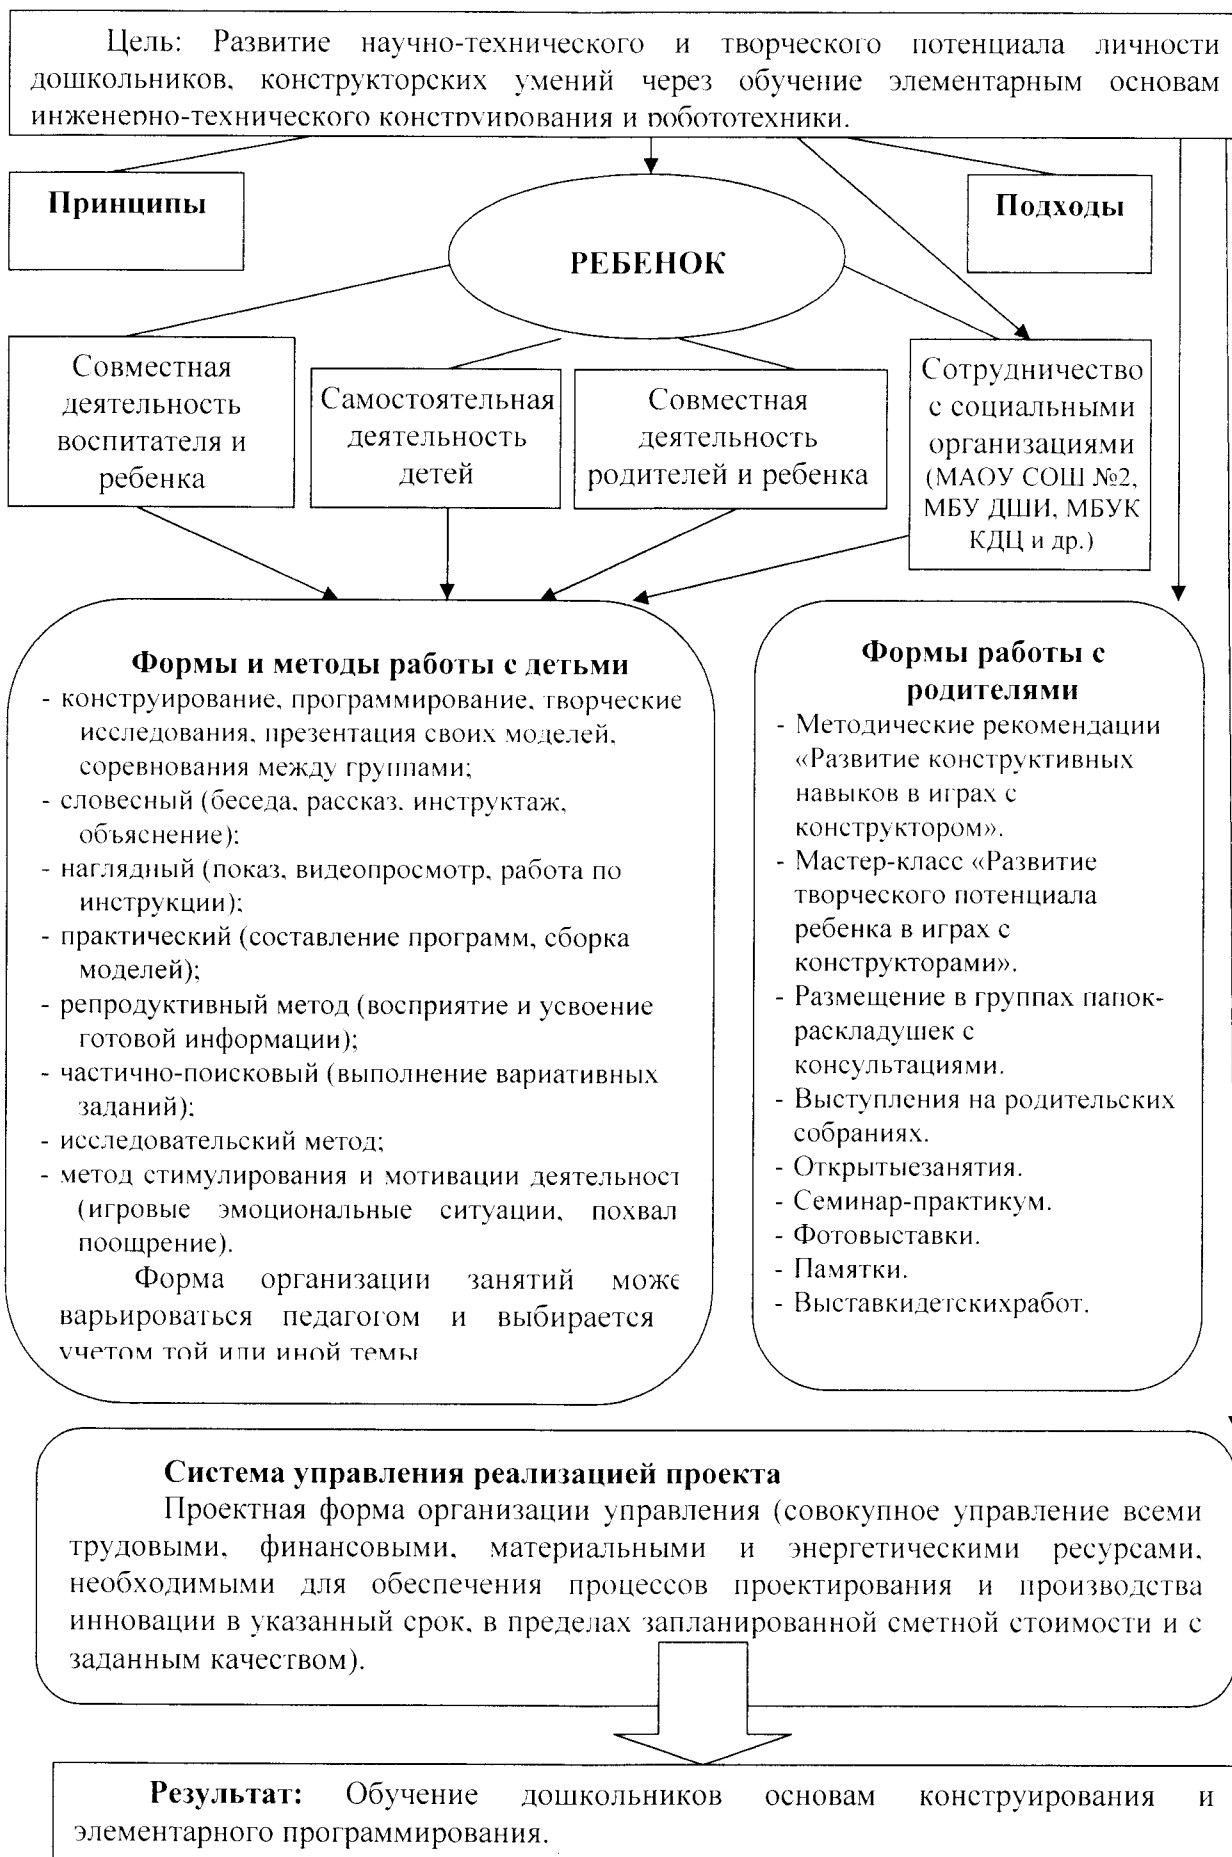 Цель: Развитие научно-технического и творческого потенциала личности
дошкольников, конструкторских умений через обучение элементарным основам
инженерно-технического конструирования и робототехники.
Принципы
Подходы
РЕБЕНОК
Совместная
деятельность
воспитателя и
ребенка
Самостоятельная
деятельность
детей
Совместная
деятельность
родителей и ребенка
Сотрудничество
с социальными
организациями
(МАОУ СОШ №2,
МБУ ДШИ, МБУК
КДЦ и др.)
Формы и методы работы с детьми
- конструирование, программирование, творческие
исследования, презентация своих моделей,
соревнования между группами;
- словесный (беседа, рассказ, инструктаж,
объяснение);
- наглядный (показ, видеопросмотр, работа по
инструкции);
- практический (составление программ, сборка
моделей);
- репродуктивный метод (восприятие и усвоение
готовой информации);
- частично-поисковый (выполнение вариативных
заданий);
- исследовательский метод;
- метод стимулирования и мотивации деятельност
(игровые эмоциональные ситуации, похвал
поощрение).
Форма организации занятий може
варьироваться педагогом и выбирается
учетом той или иной темы
Формы работы с
родителями
- Методические рекомендации
«Развитие конструктивных
навыков в играх с
конструктором».
- Мастер-класс «Развитие
творческого потенциала
ребенка в играх с
конструкторами».
- Размещение в группах папок-
раскладушек с
консультациями.
- Выступления на родительских
собраниях.
- Открытыезанятия.
- Семинар-практикум.
- Фотовыставки.
- Памятки.
- Выставкидетскихработ.
Система управления реализацией проекта
Проектная форма организации управления (совокупное управление всеми
трудовыми, финансовыми, материальными и энергетическими ресурсами,
необходимыми для обеспечения процессов проектирования и производства
инновации в указанный срок, в пределах запланированной сметной стоимости и с
заданным качеством).
Результат: Обучение дошкольников основам конструирования и
элементарного программирования.